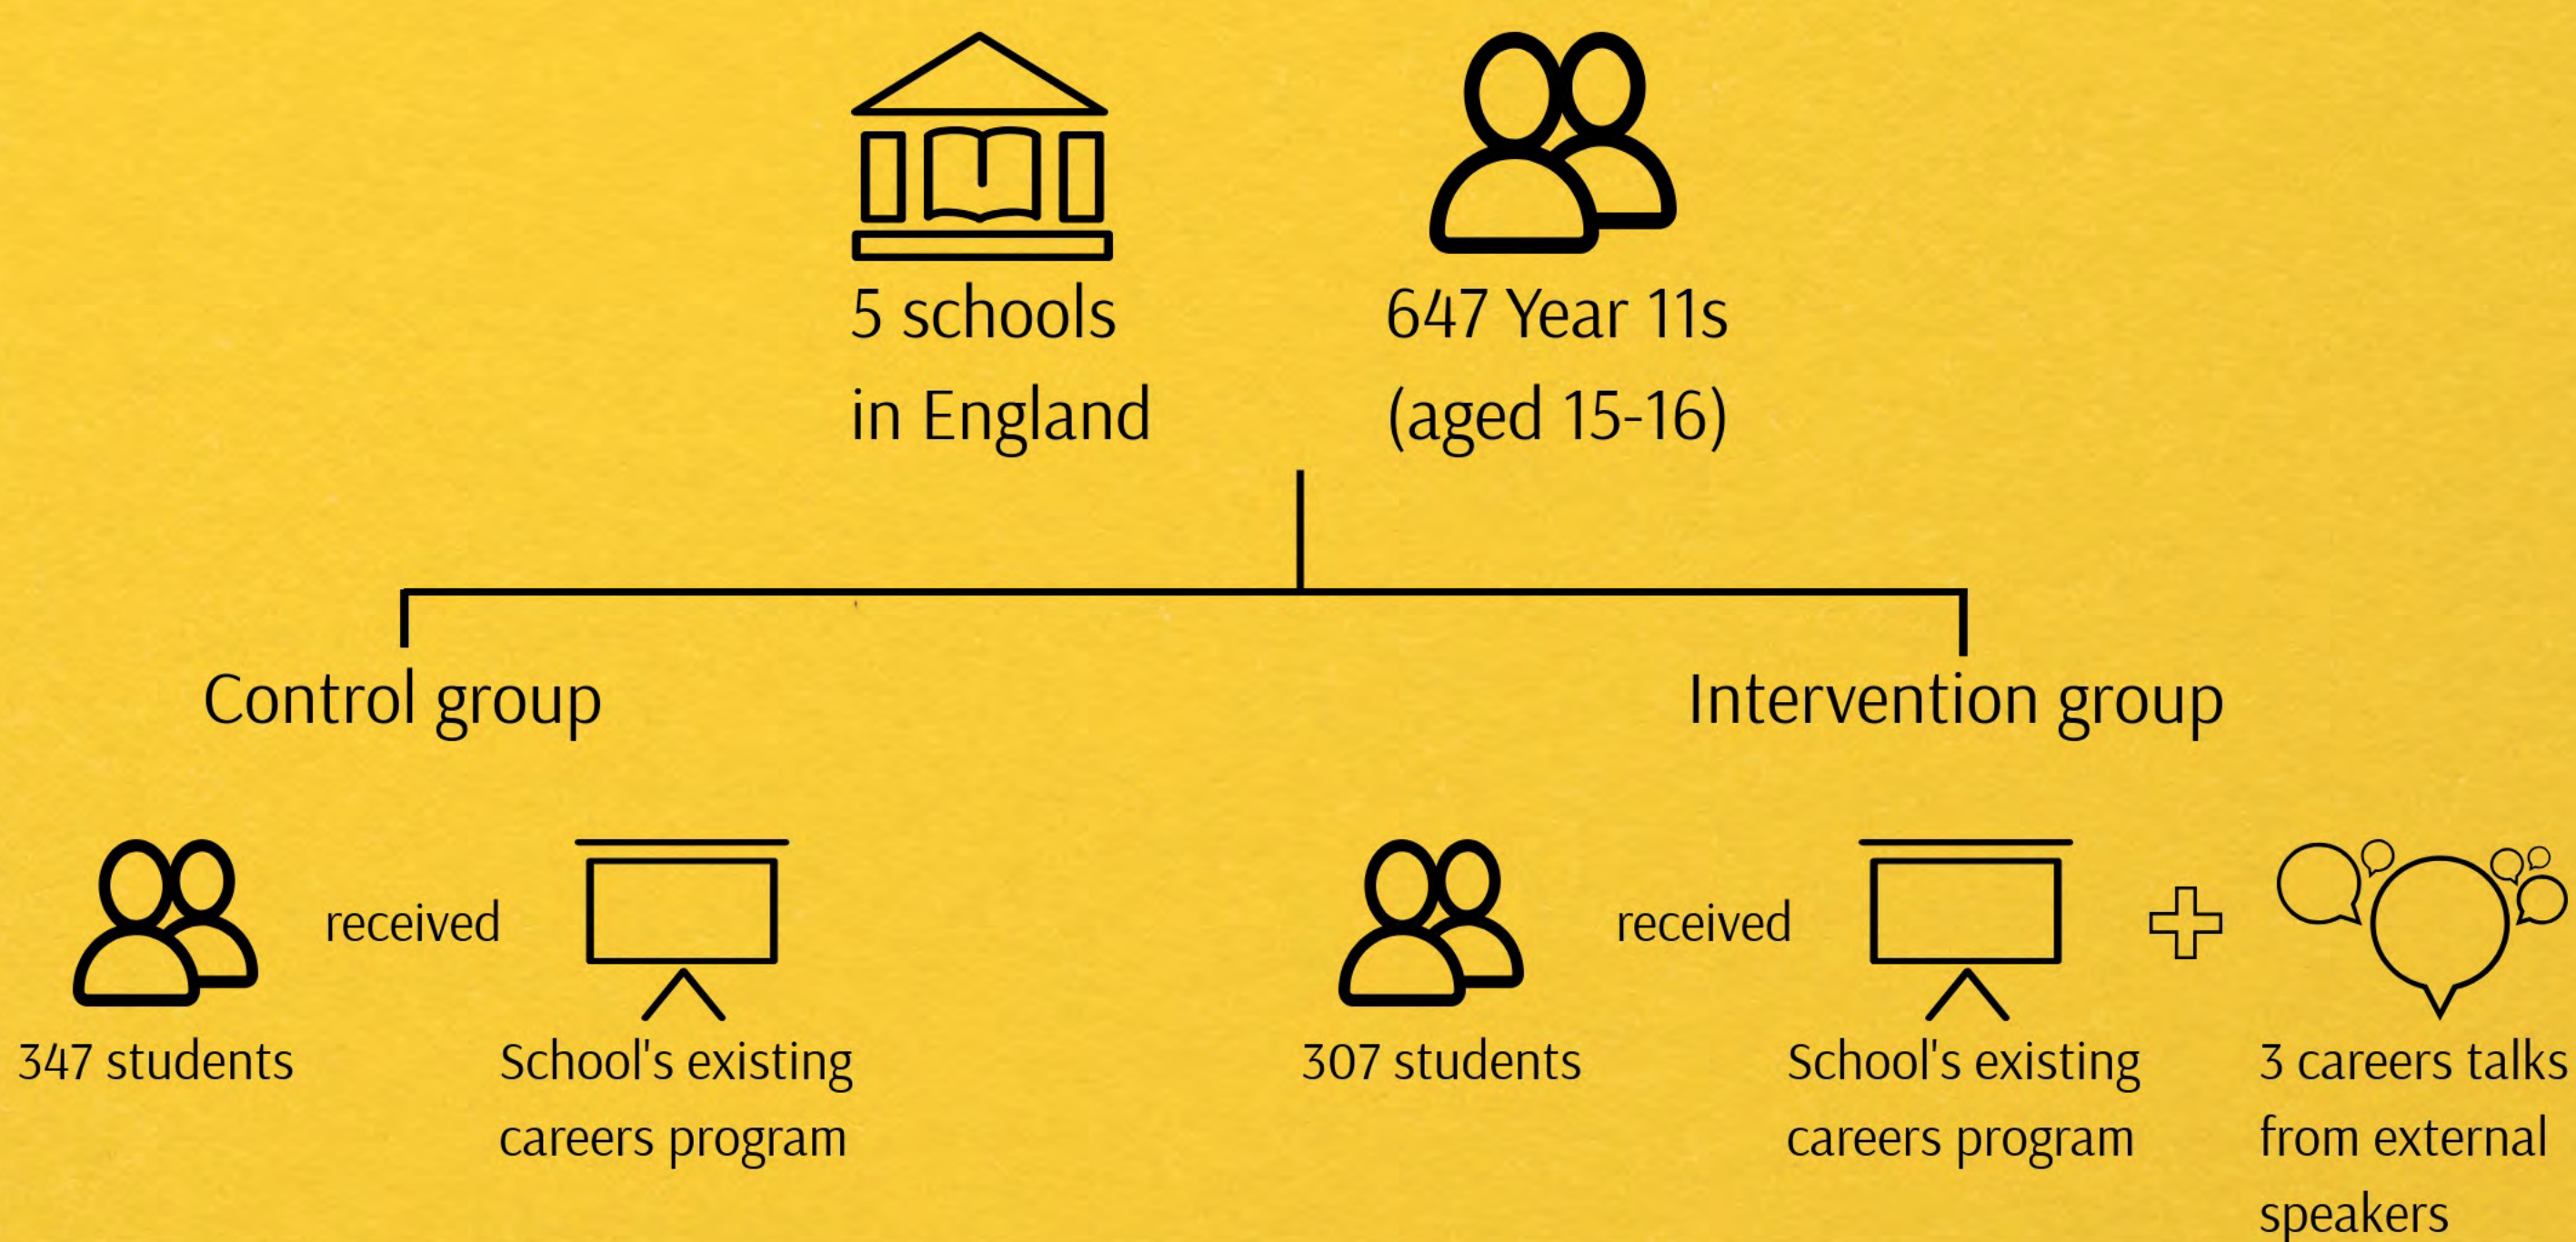 5 schools
in England
647 Year 11s
(aged 15-16)
Control group
Intervention group
347 students
received
School's existing
careers program
307 students
received
School's existing
careers program
3 careers talks
from external
speakers